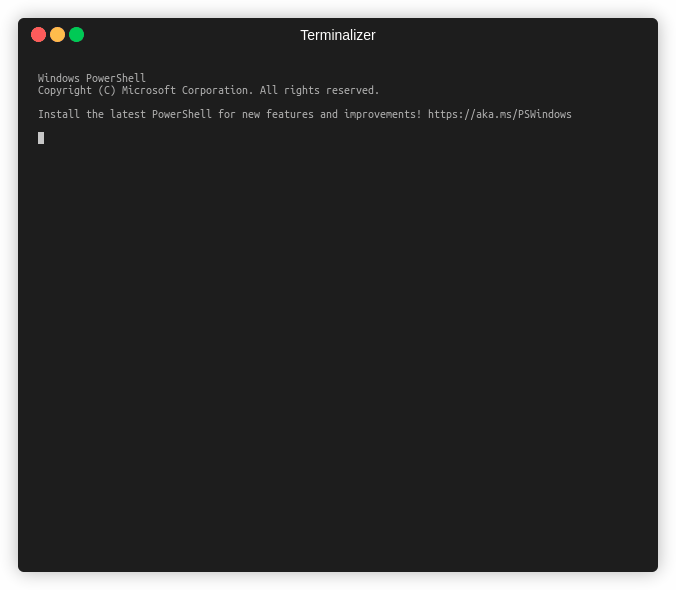 Terminalizer
Windows PowerShell
Copyright (C) Microsoft Corporation. All rights reserved.
Install the latest PowerShell for new features and improvements! https://aka.ms/PSWindows